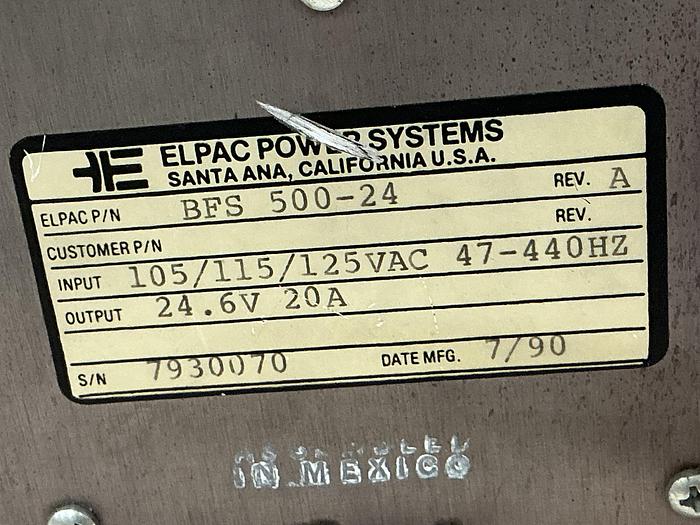 ELPAC POWER SYSTEMS
SANTA ANA, CALIFORNIA U.S.A.
ELPAC P/N BFS 500-24 REV. A
CUSTOMER P/N REV.
INPUT 105/115/125VAC 47-440HZ
OUTPUT 24.6V 20A
S/N 7930070 DATE MFG. 7/90
ASSEMBLED
IN MEXICO